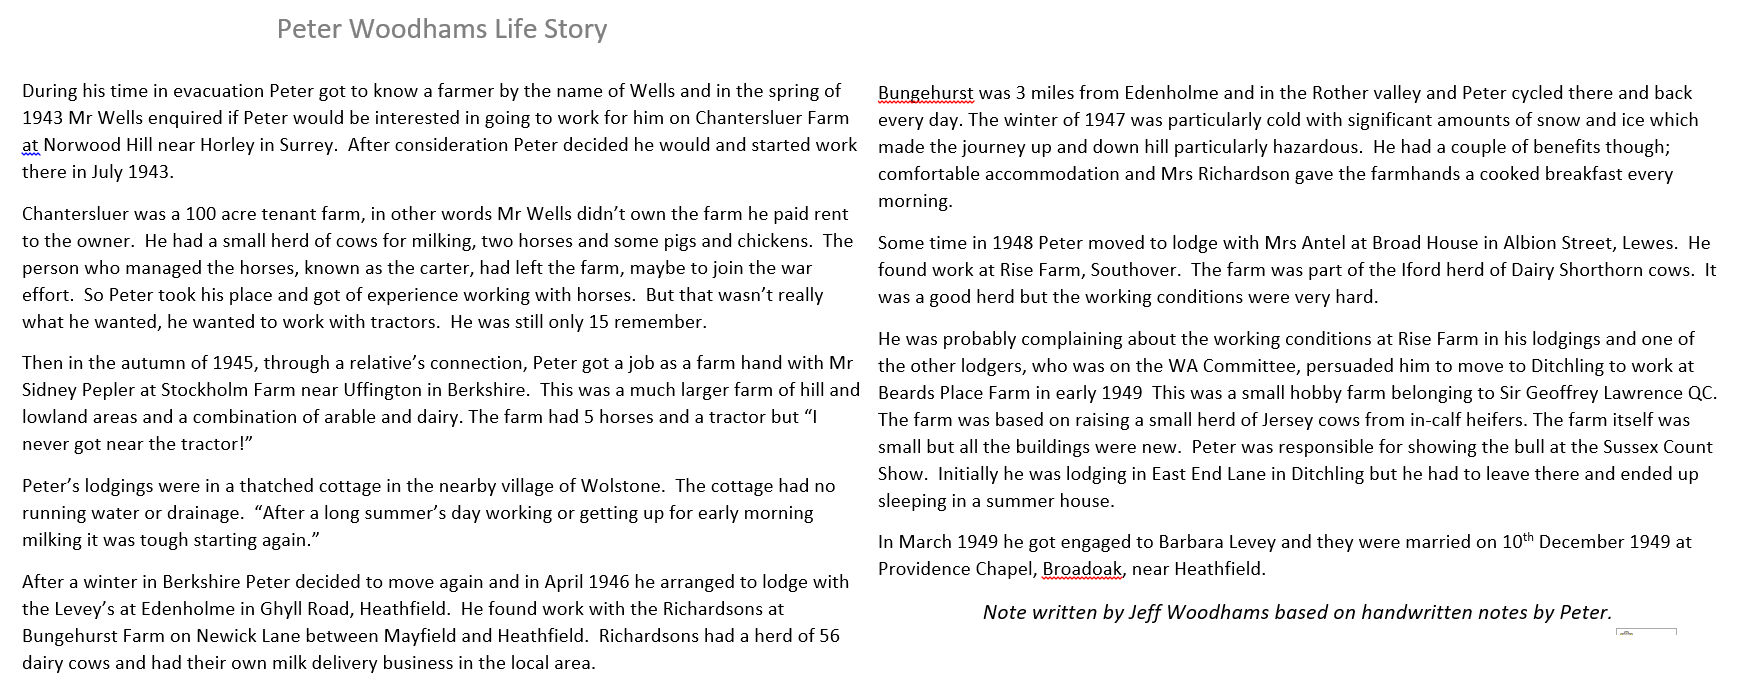 Peter Woodhams Life Story
During his time in evacuation Peter got to know a farmer by the name of Wells and in the spring of
1943 Mr Wells enquired if Peter would be interested in going to work for him on Chantersluer Farm
at Norwood Hill near Horley in Surrey.  After consideration Peter decided he would and started work
there in July 1943.
Chantersluer was a 100 acre tenant farm, in other words Mr Wells didn’t own the farm he paid rent
to the owner.  He had a small herd of cows for milking, two horses and some pigs and chickens.  The
person who managed the horses, known as the carter, had left the farm, maybe to join the war
effort.  So Peter took his place and got of experience working with horses.  But that wasn’t really
what he wanted, he wanted to work with tractors.  He was still only 15 remember.
Then in the autumn of 1945, through a relative’s connection, Peter got a job as a farm hand with Mr
Sidney Pepler at Stockholm Farm near Uffington in Berkshire.  This was a much larger farm of hill and
lowland areas and a combination of arable and dairy. The farm had 5 horses and a tractor but “I
never got near the tractor!”
Peter’s lodgings were in a thatched cottage in the nearby village of Wolstone.  The cottage had no
running water or drainage.  “After a long summer’s day working or getting up for early morning
milking it was tough starting again.”
After a winter in Berkshire Peter decided to move again and in April 1946 he arranged to lodge with
the Levey’s at Edenholme in Ghyll Road, Heathfield.  He found work with the Richardsons at
Bungehurst Farm on Newick Lane between Mayfield and Heathfield.  Richardsons had a herd of 56
dairy cows and had their own milk delivery business in the local area.
Bungehurst was 3 miles from Edenholme and in the Rother valley and Peter cycled there and back
every day. The winter of 1947 was particularly cold with significant amounts of snow and ice which
made the journey up and down hill particularly hazardous.  He had a couple of benefits though;
comfortable accommodation and Mrs Richardson gave the farmhands a cooked breakfast every
morning.
Some time in 1948 Peter moved to lodge with Mrs Antel at Broad House in Albion Street, Lewes.  He
found work at Rise Farm, Southover.  The farm was part of the Iford herd of Dairy Shorthorn cows.  It
was a good herd but the working conditions were very hard.
He was probably complaining about the working conditions at Rise Farm in his lodgings and one of
the other lodgers, who was on the WA Committee, persuaded him to move to Ditchling to work at
Beards Place Farm in early 1949  This was a small hobby farm belonging to Sir Geoffrey Lawrence QC.
The farm was based on raising a small herd of Jersey cows from in-calf heifers. The farm itself was
small but all the buildings were new.  Peter was responsible for showing the bull at the Sussex Count
Show.  Initially he was lodging in East End Lane in Ditchling but he had to leave there and ended up
sleeping in a summer house.
In March 1949 he got engaged to Barbara Levey and they were married on 10th December 1949 at
Providence Chapel, Broadoak, near Heathfield.
Note written by Jeff Woodhams based on handwritten notes by Peter.